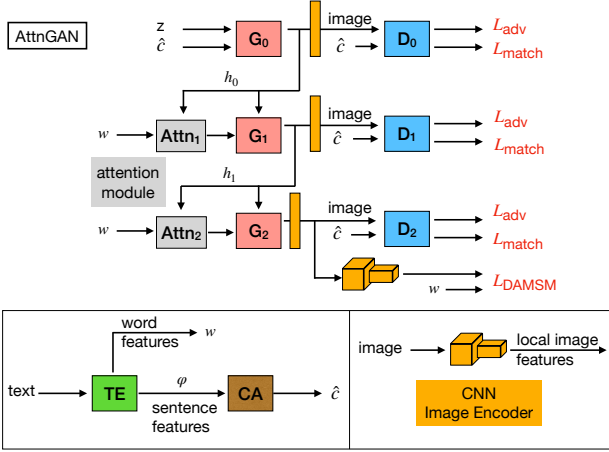 AttnGAN
z
ĉ
G₀
image
ĉ
D₀
L_adv
L_match
h₀
w
Attn₁
G₁
image
ĉ
D₁
L_adv
L_match
attention
module
h₁
w
Attn₂
G₂
image
ĉ
D₂
L_adv
L_match
w
L_DAMSM
text
TE
word
features
w
φ
sentence
features
CA
ĉ
image
local image
features
CNN
Image Encoder